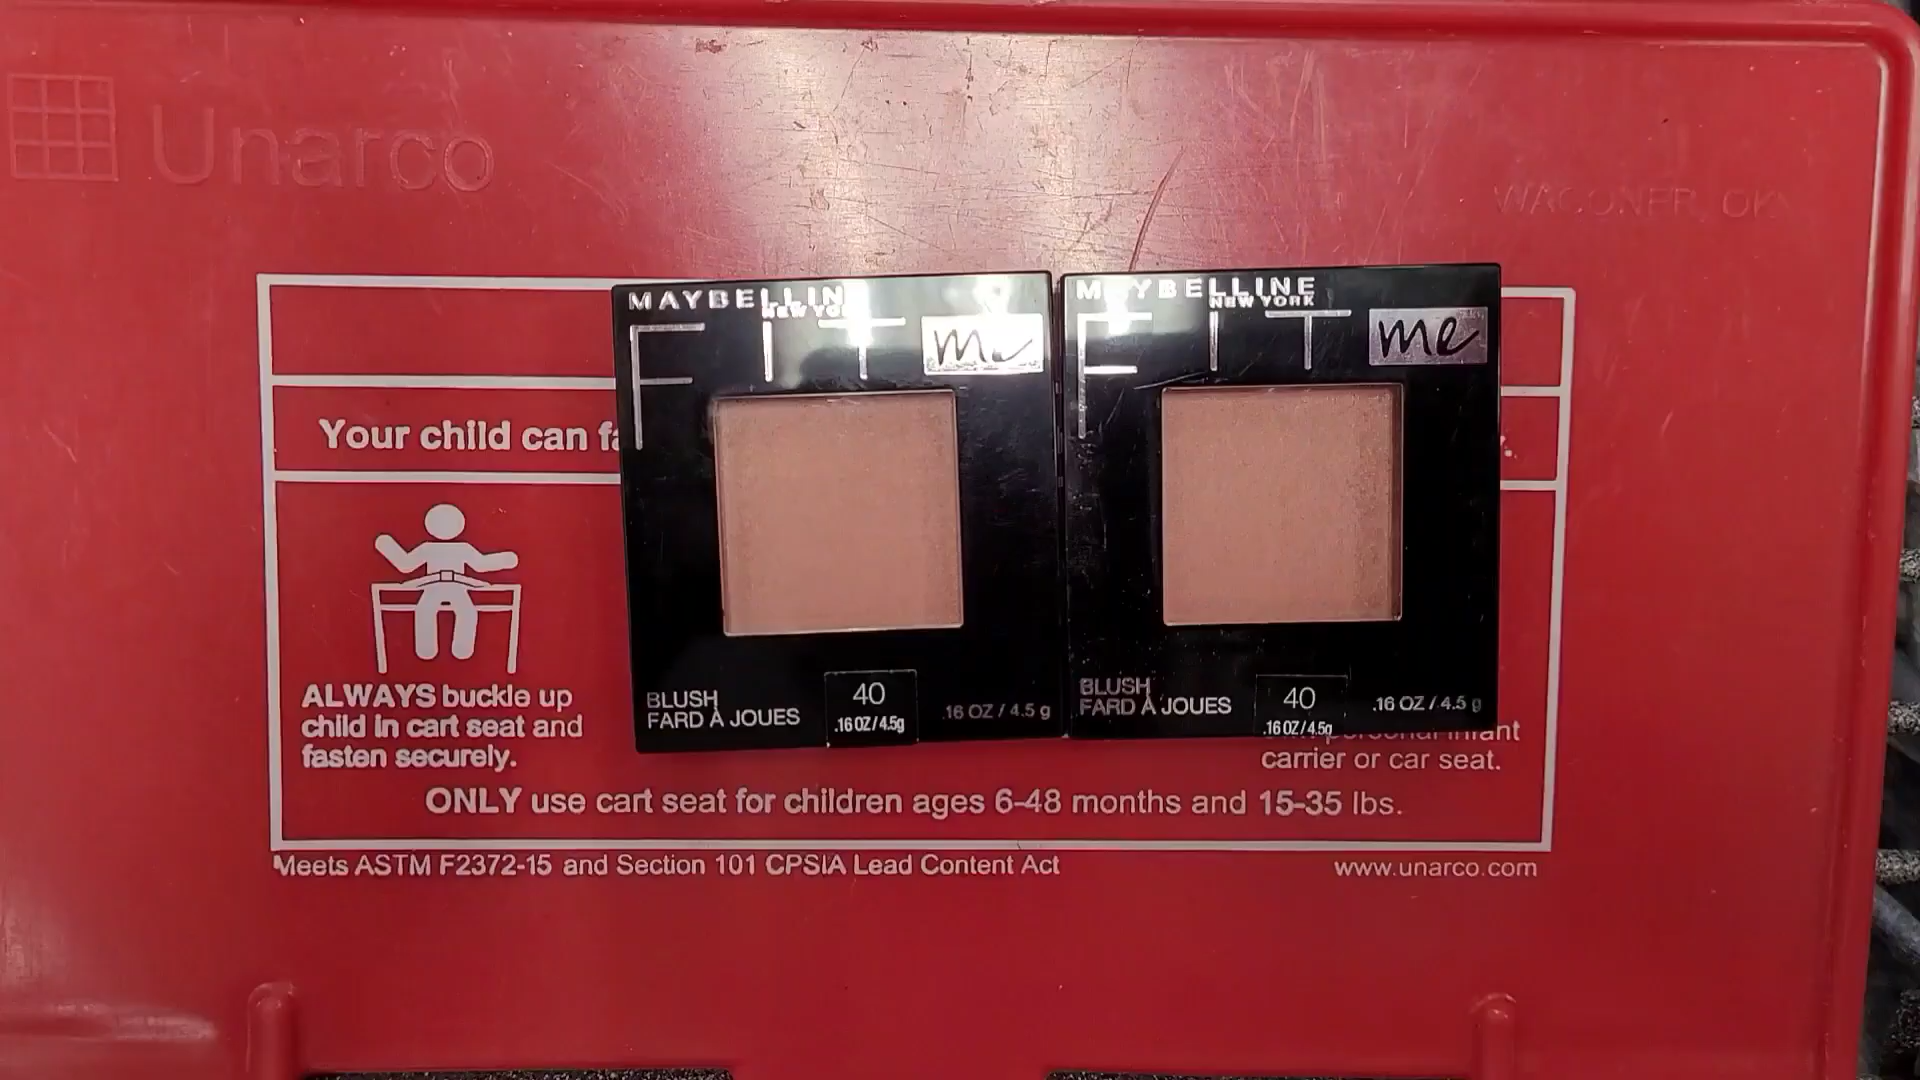 Unarco
WAGONER, OK
MAYBELLINE
NEW YORK
FIT me
BLUSH
FARD À JOUES
40
.16 OZ/4.5g
.16 OZ / 4.5 g
MAYBELLINE
NEW YORK
FIT me
BLUSH
FARD À JOUES
40
.16 OZ/4.5g
.16 OZ / 4.5 g
Your child can
ALWAYS buckle up
child in cart seat and
fasten securely.
personal infant
carrier or car seat.
ONLY use cart seat for children ages 6-48 months and 15-35 lbs.
Meets ASTM F2372-15 and Section 101 CPSIA Lead Content Act
www.unarco.com